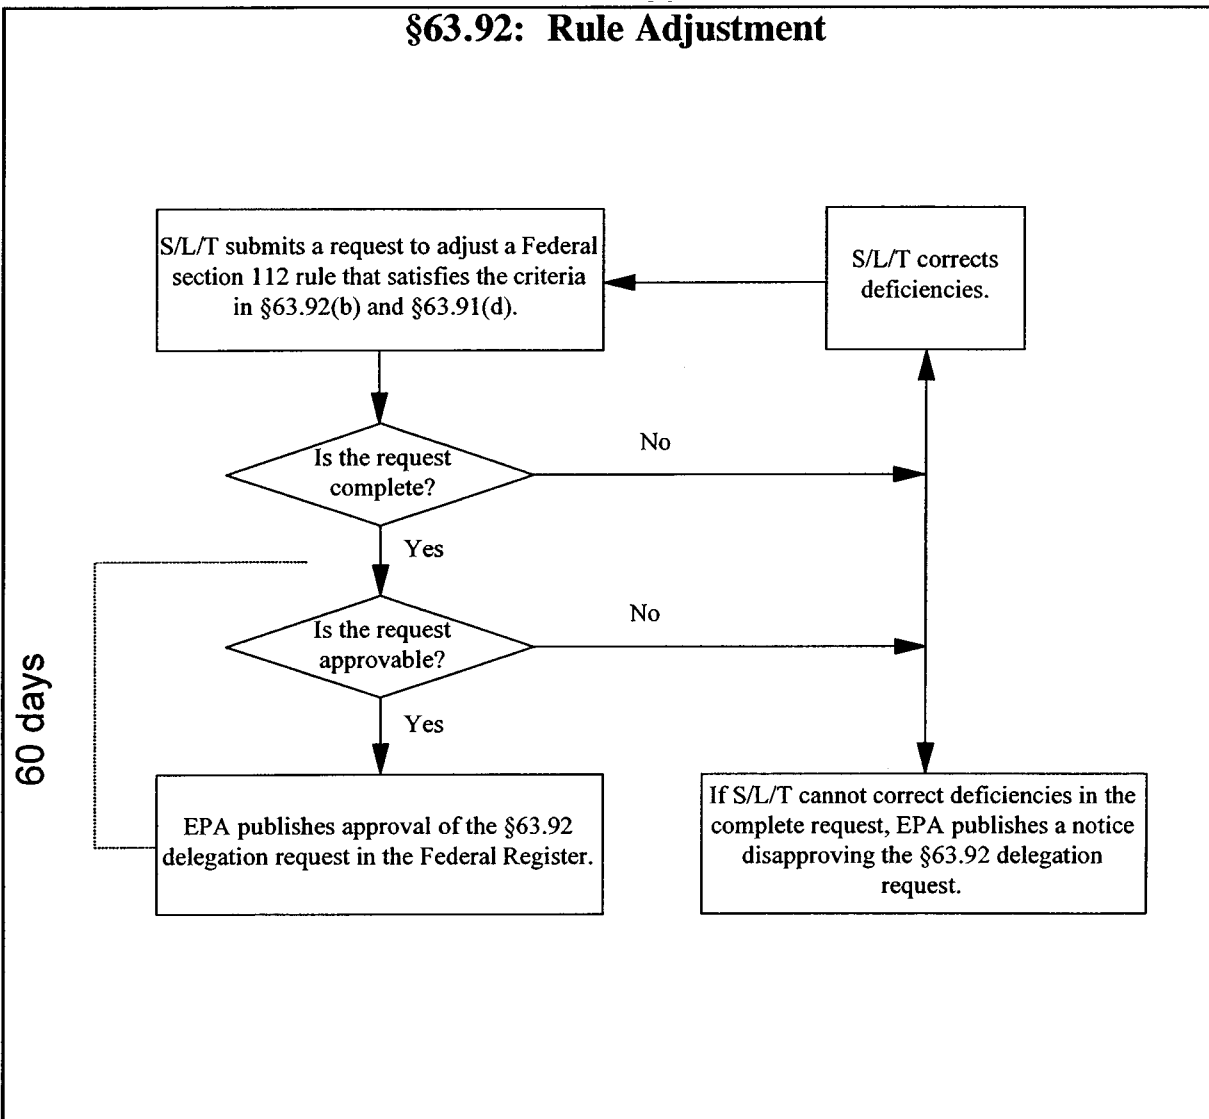 §63.92: Rule Adjustment
S/L/T submits a request to adjust a Federal
section 112 rule that satisfies the criteria
in §63.92(b) and §63.91(d).
S/L/T corrects
deficiencies.
Is the request
complete?
No
Yes
Is the request
approvable?
No
Yes
60 days
EPA publishes approval of the §63.92
delegation request in the Federal Register.
If S/L/T cannot correct deficiencies in the
complete request, EPA publishes a notice
disapproving the §63.92 delegation
request.